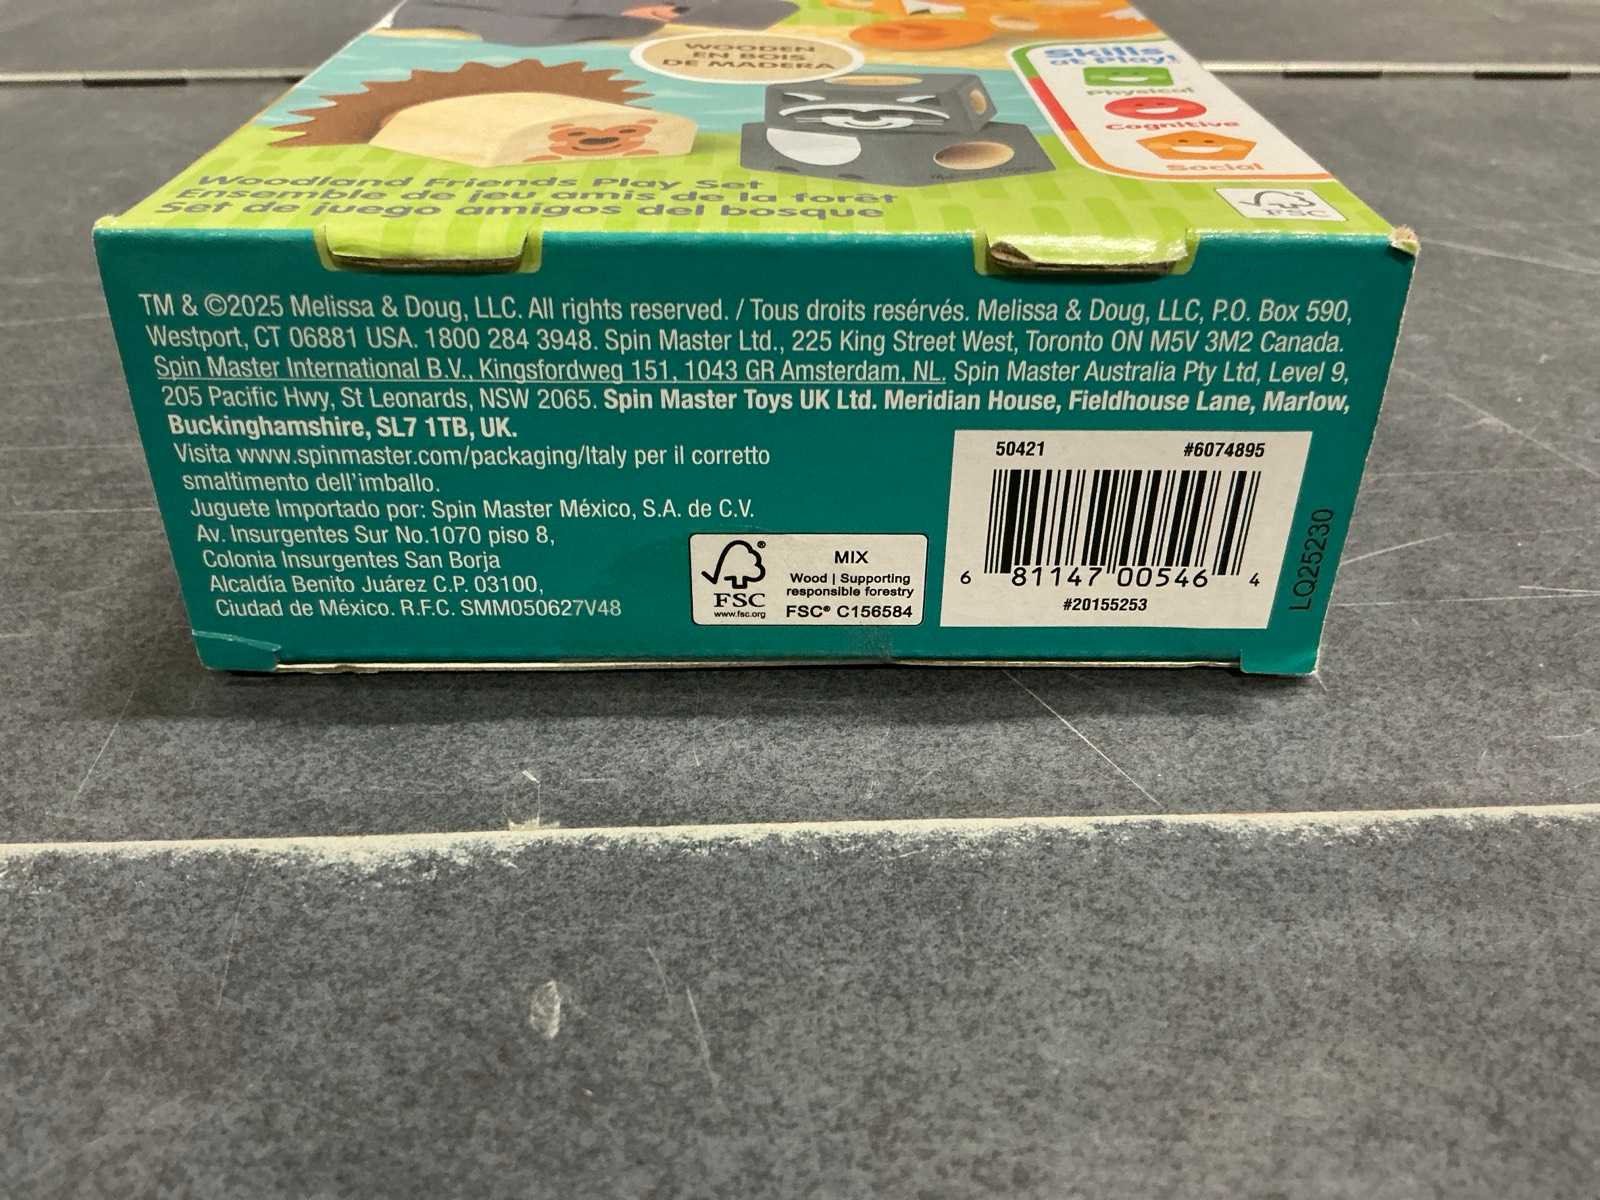 WOODEN
EN BOIS
DE MADERA
Skills
at Play!
Physical
Cognitive
Social
Woodland Friends Play Set
Ensemble de jeu amis de la forêt
Set de juego amigos del bosque
FSC
TM & ©2025 Melissa & Doug, LLC. All rights reserved. / Tous droits resérvés. Melissa & Doug, LLC, P.O. Box 590,
Westport, CT 06881 USA. 1800 284 3948. Spin Master Ltd., 225 King Street West, Toronto ON M5V 3M2 Canada.
Spin Master International B.V., Kingsfordweg 151, 1043 GR Amsterdam, NL. Spin Master Australia Pty Ltd, Level 9,
205 Pacific Hwy, St Leonards, NSW 2065. Spin Master Toys UK Ltd. Meridian House, Fieldhouse Lane, Marlow,
Buckinghamshire, SL7 1TB, UK.
Visita www.spinmaster.com/packaging/Italy per il corretto
smaltimento dell'imballo.
Juguete Importado por: Spin Master México, S.A. de C.V.
Av. Insurgentes Sur No.1070 piso 8,
Colonia Insurgentes San Borja
Alcaldía Benito Juárez C.P. 03100,
Ciudad de México. R.F.C. SMM050627V48
FSC
www.fsc.org
MIX
Wood | Supporting
responsible forestry
FSC® C156584
50421 #6074895
6 81147 00546 4
#20155253
LQ25230